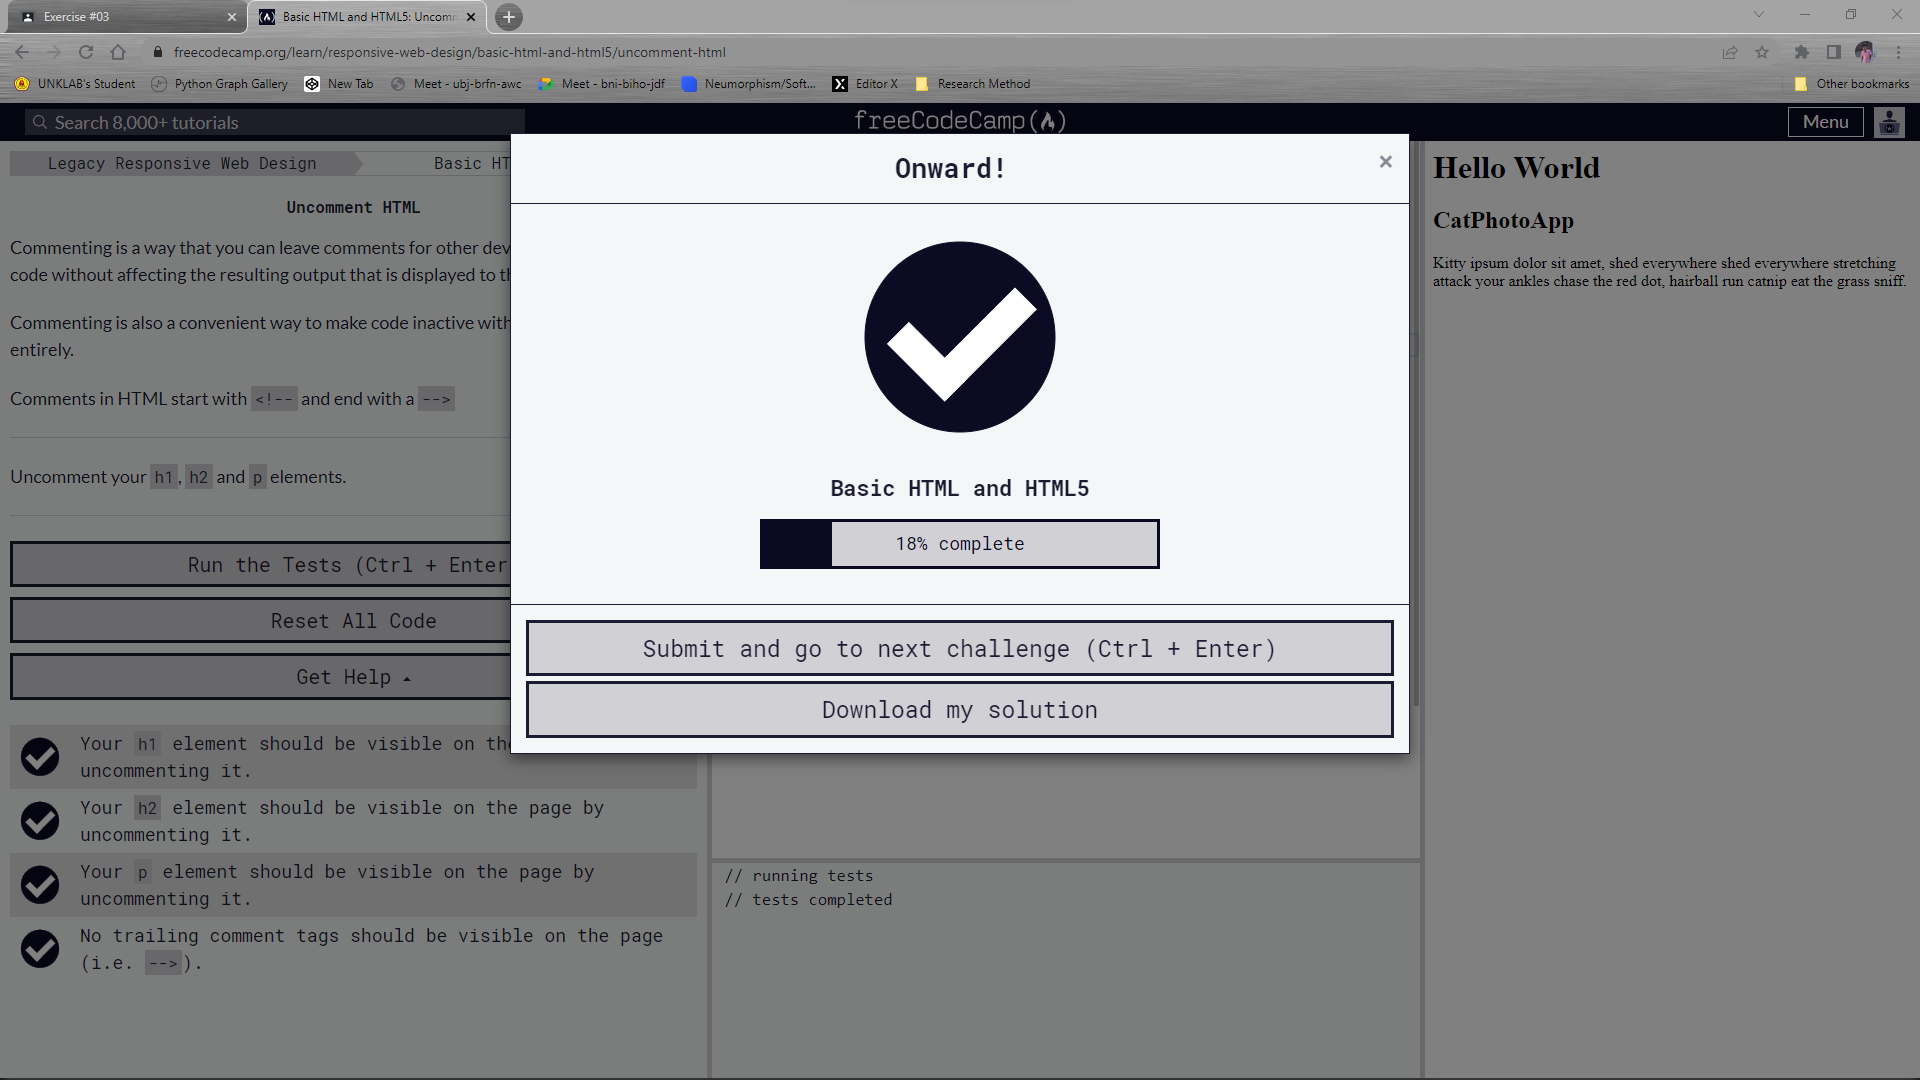 Exercise #03
Basic HTML and HTML5: Uncomm
freecodecamp.org/learn/responsive-web-design/basic-html-and-html5/uncomment-html
UNKLAB's Student
Python Graph Gallery
New Tab
Meet - ubj-brfn-awc
Meet - bni-biho-jdf
Neumorphism/Soft...
Editor X
Research Method
Other bookmarks
Search 8,000+ tutorials
freeCodeCamp
Menu
Legacy Responsive Web Design
Basic HT
Uncomment HTML
Commenting is a way that you can leave comments for other dev
code without affecting the resulting output that is displayed to th
Commenting is also a convenient way to make code inactive with
entirely.
Comments in HTML start with <!-- and end with a -->
Uncomment your h1, h2 and p elements.
Run the Tests (Ctrl + Enter
Reset All Code
Get Help
Your h1 element should be visible on the
uncommenting it.
Your h2 element should be visible on the page by
uncommenting it.
Your p element should be visible on the page by
uncommenting it.
No trailing comment tags should be visible on the page
(i.e. -->).
Onward!
×
Basic HTML and HTML5
18% complete
Submit and go to next challenge (Ctrl + Enter)
Download my solution
// running tests
// tests completed
Hello World
CatPhotoApp
Kitty ipsum dolor sit amet, shed everywhere shed everywhere stretching
attack your ankles chase the red dot, hairball run catnip eat the grass sniff.